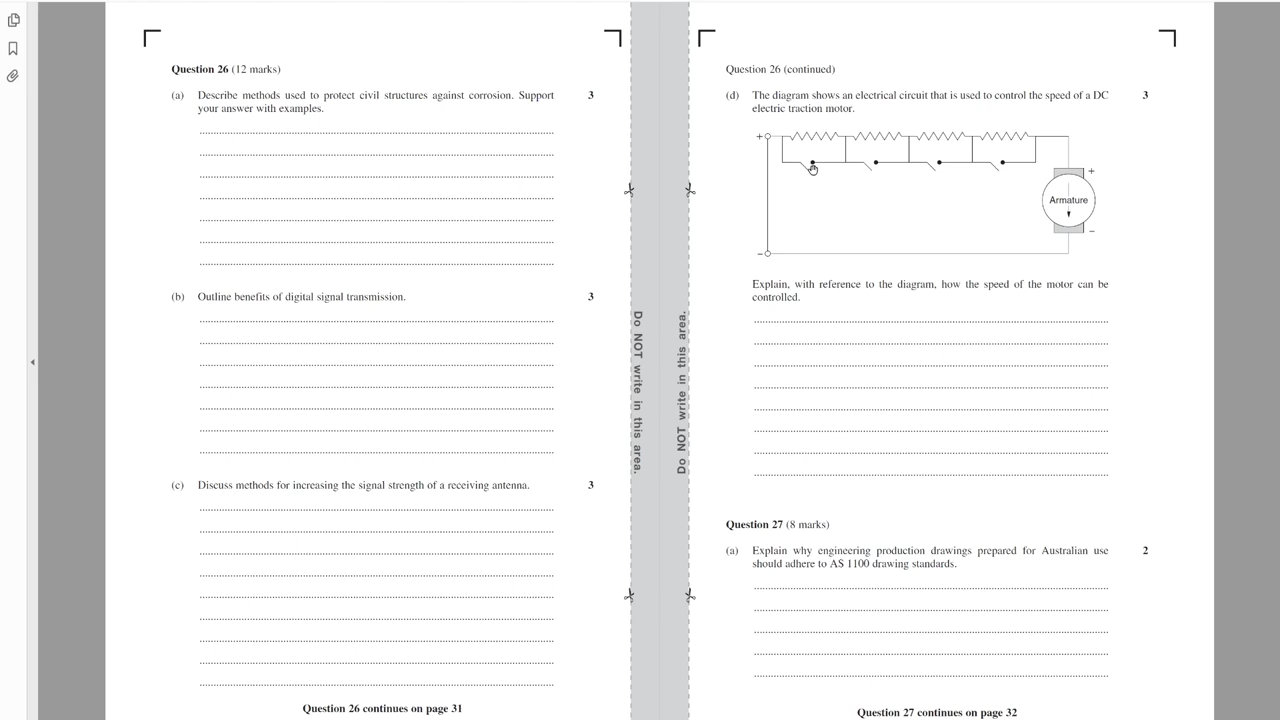 Question 26 (12 marks)
(a) Describe methods used to protect civil structures against corrosion. Support 3
your answer with examples.
(b) Outline benefits of digital signal transmission. 3
(c) Discuss methods for increasing the signal strength of a receiving antenna. 3
Question 26 continues on page 31
Do NOT write in this area.
Do NOT write in this area.
Question 26 (continued)
(d) The diagram shows an electrical circuit that is used to control the speed of a DC 3
electric traction motor.
+
+
Armature
–
–
Explain, with reference to the diagram, how the speed of the motor can be
controlled.
Question 27 (8 marks)
(a) Explain why engineering production drawings prepared for Australian use 2
should adhere to AS 1100 drawing standards.
Question 27 continues on page 32